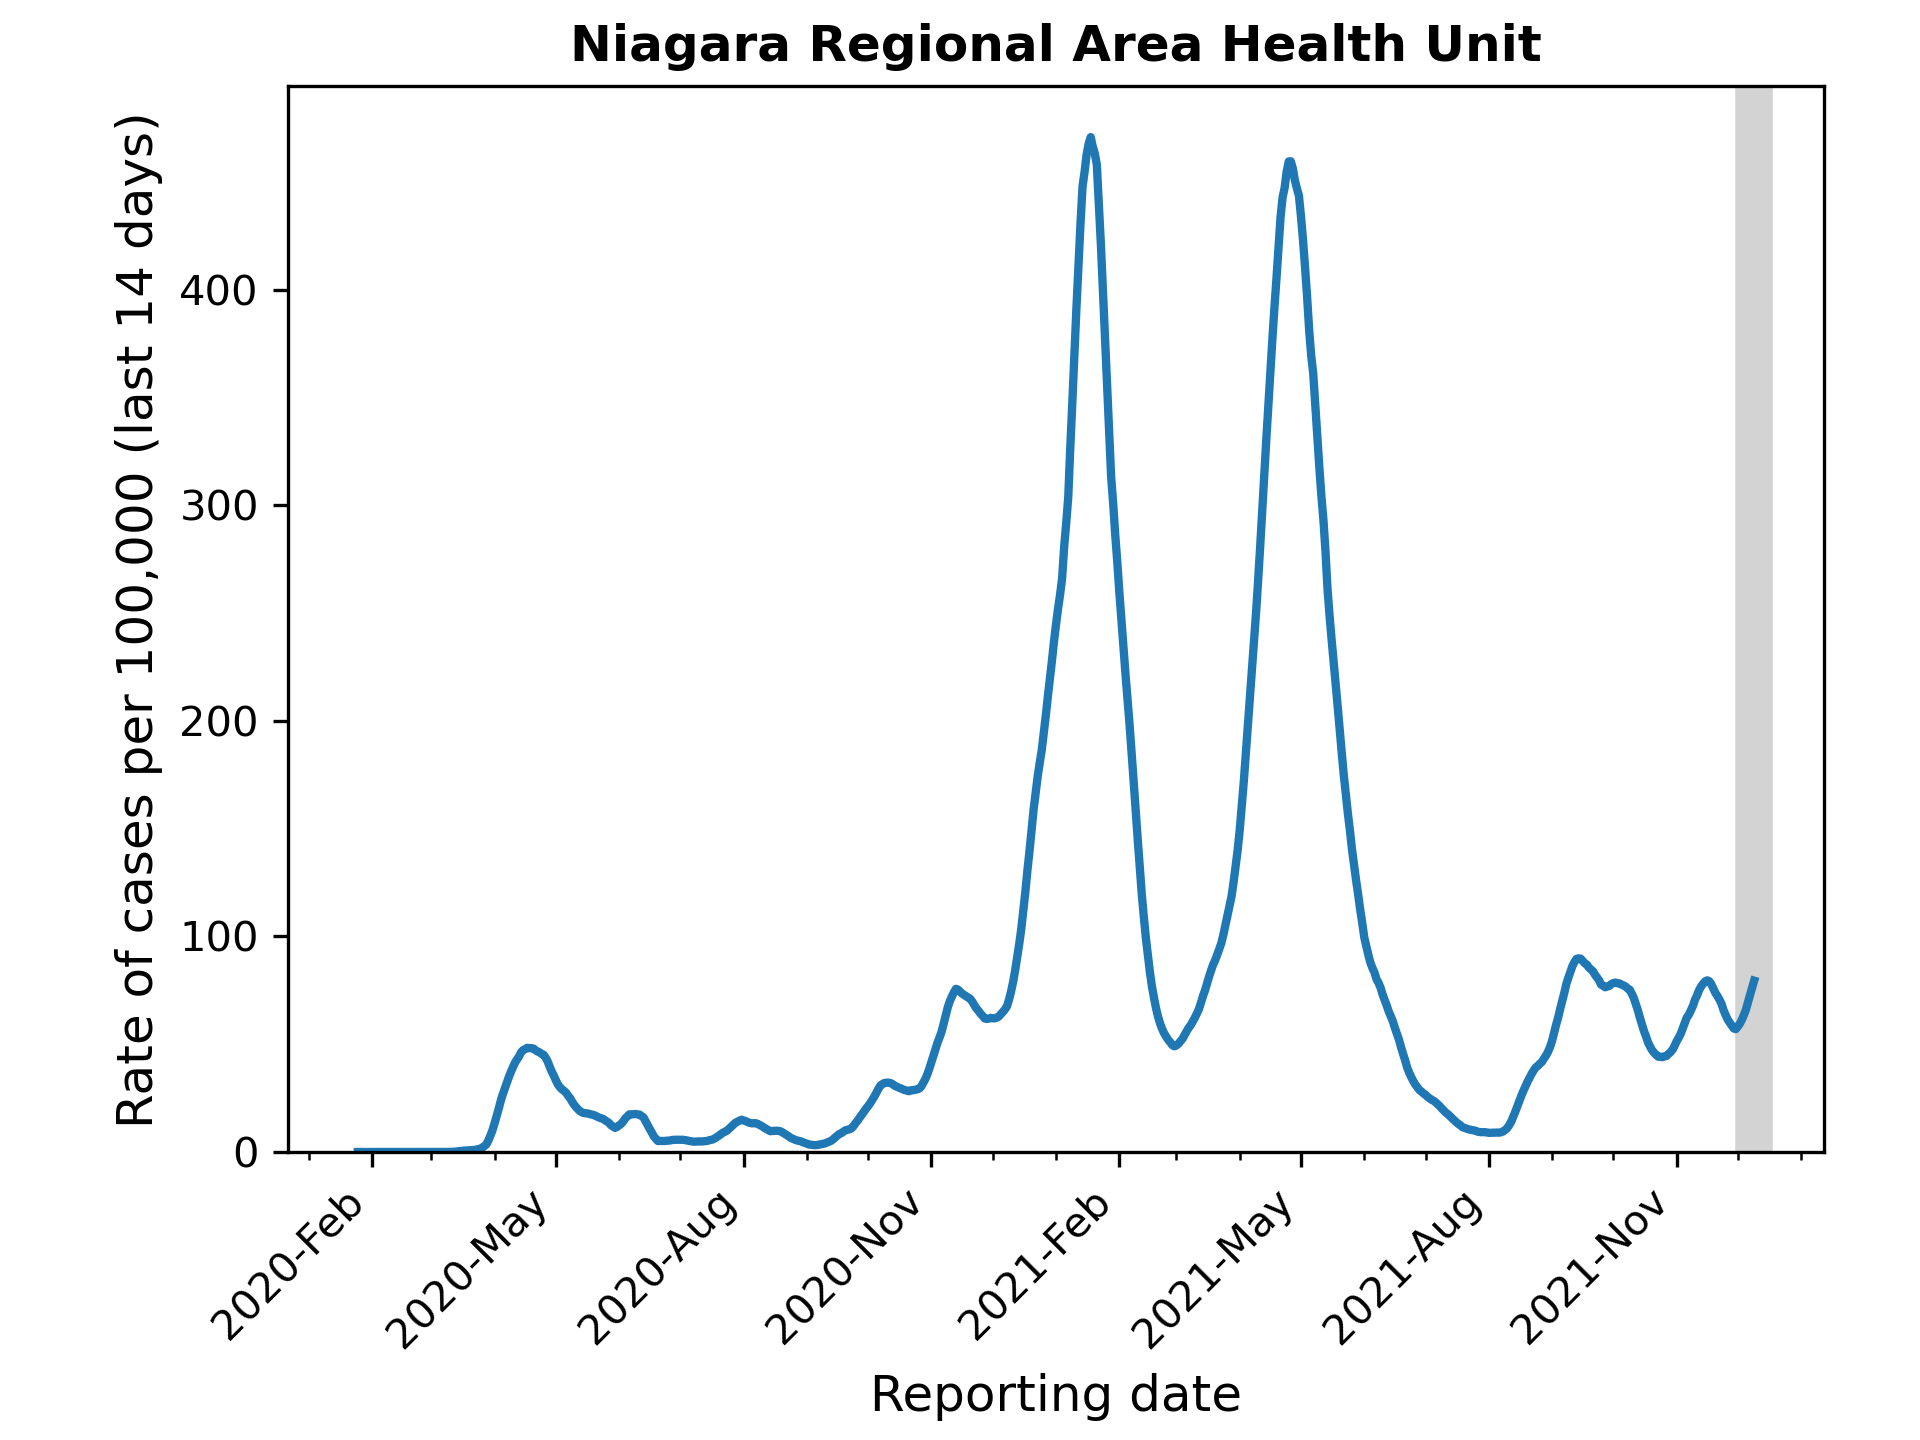 Niagara Regional Area Health Unit
Rate of cases per 100,000 (last 14 days)
400
300
200
100
0
2020-Feb
2020-May
2020-Aug
2020-Nov
2021-Feb
2021-May
2021-Aug
2021-Nov
Reporting date